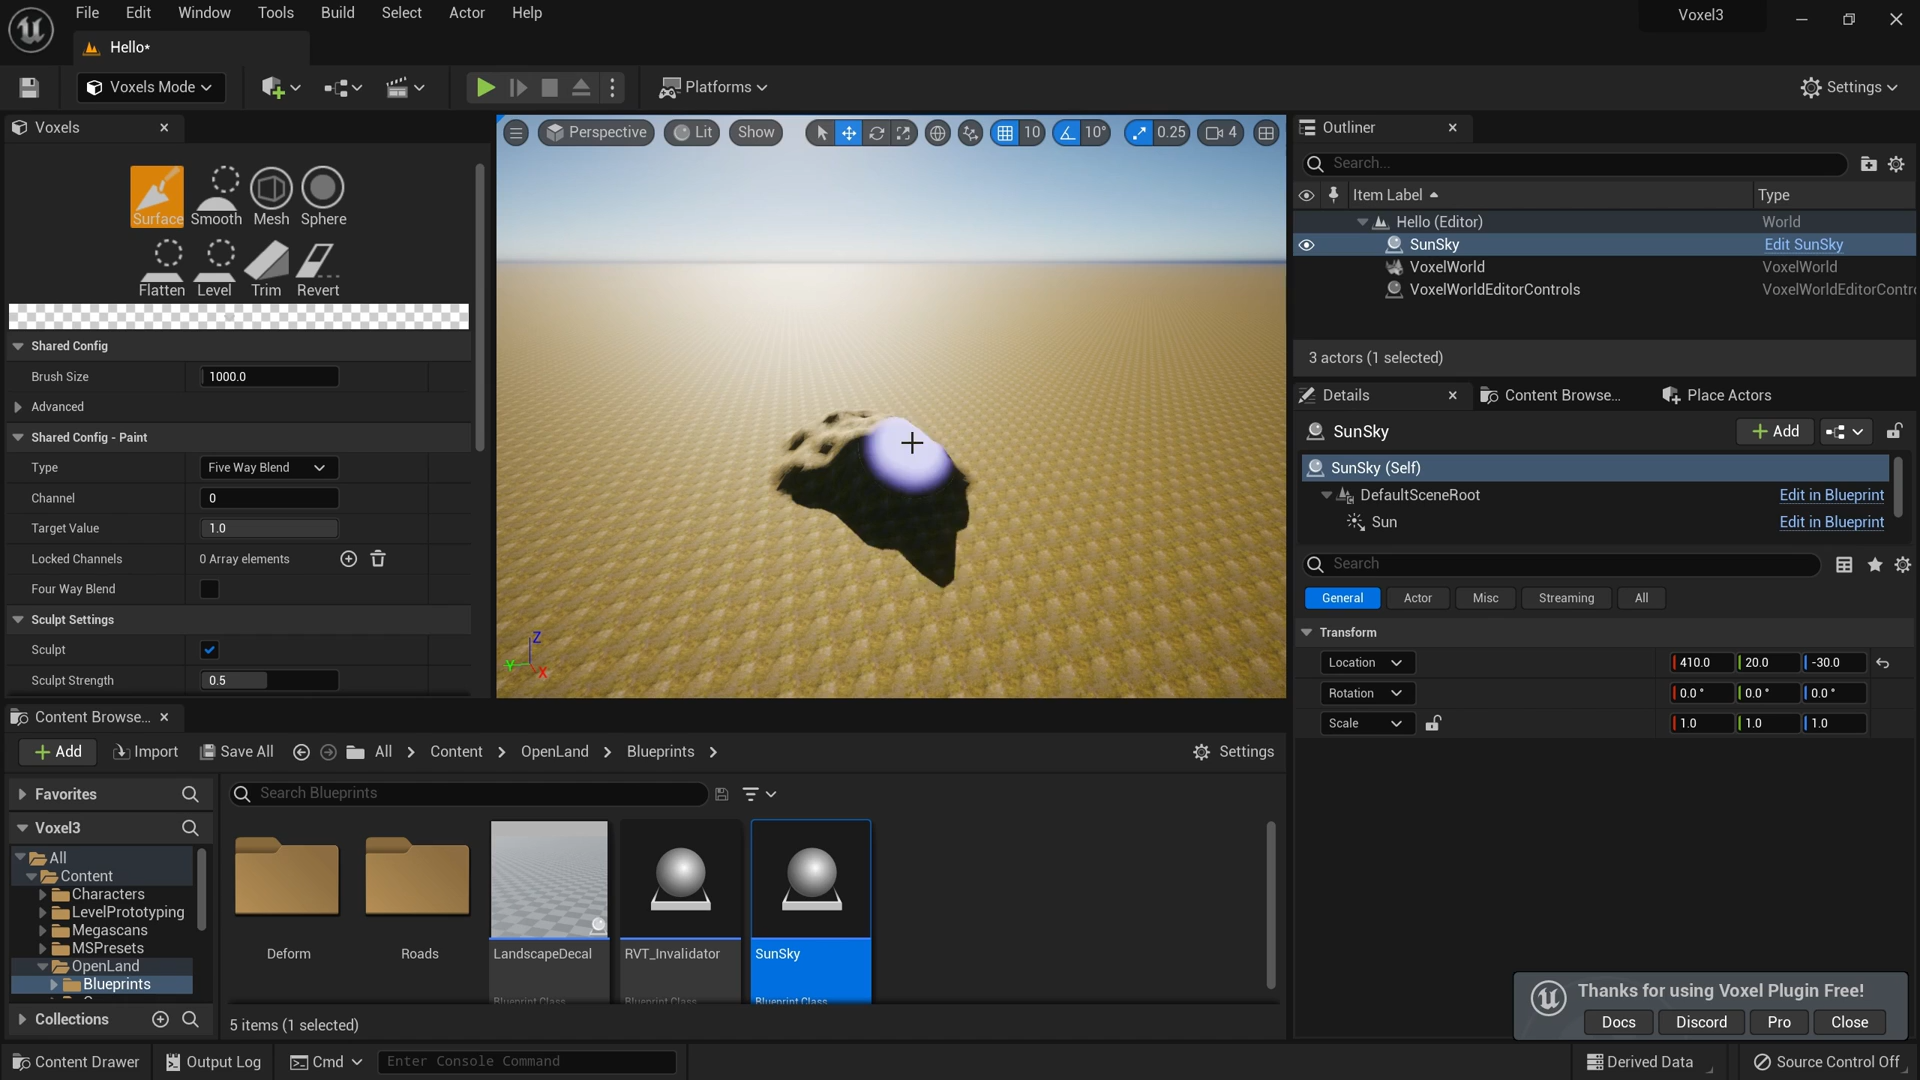 File Edit Window Tools Build Select Actor Help
Voxel3
Hello*
Voxels Mode
Platforms
Settings
Voxels
Surface Smooth Mesh Sphere
Flatten Level Trim Revert
Shared Config
Brush Size 1000.0
Advanced
Shared Config - Paint
Type Five Way Blend
Channel 0
Target Value 1.0
Locked Channels 0 Array elements
Four Way Blend
Sculpt Settings
Sculpt
Sculpt Strength 0.5
Perspective Lit Show 10 10° 0.25 4
Z
Y
X
Outliner
Search...
Item Label Type
Hello (Editor) World
SunSky Edit SunSky
VoxelWorld VoxelWorld
VoxelWorldEditorControls VoxelWorldEditorContr
3 actors (1 selected)
Details Content Browse... Place Actors
SunSky Add
SunSky (Self)
DefaultSceneRoot Edit in Blueprint
Sun Edit in Blueprint
Search
General Actor Misc Streaming All
Transform
Location 410.0 20.0 -30.0
Rotation 0.0° 0.0° 0.0°
Scale 1.0 1.0 1.0
Content Browse...
Add Import Save All All Content OpenLand Blueprints Settings
Favorites
Search Blueprints
Voxel3
All
Content
Characters
LevelPrototyping
Megascans
MSPresets
OpenLand
Blueprints
Collections
Deform Roads LandscapeDecal RVT_Invalidator SunSky
Blueprint Class Blueprint Class Blueprint Class
5 items (1 selected)
Thanks for using Voxel Plugin Free!
Docs Discord Pro Close
Content Drawer Output Log Cmd Enter Console Command Derived Data Source Control Off